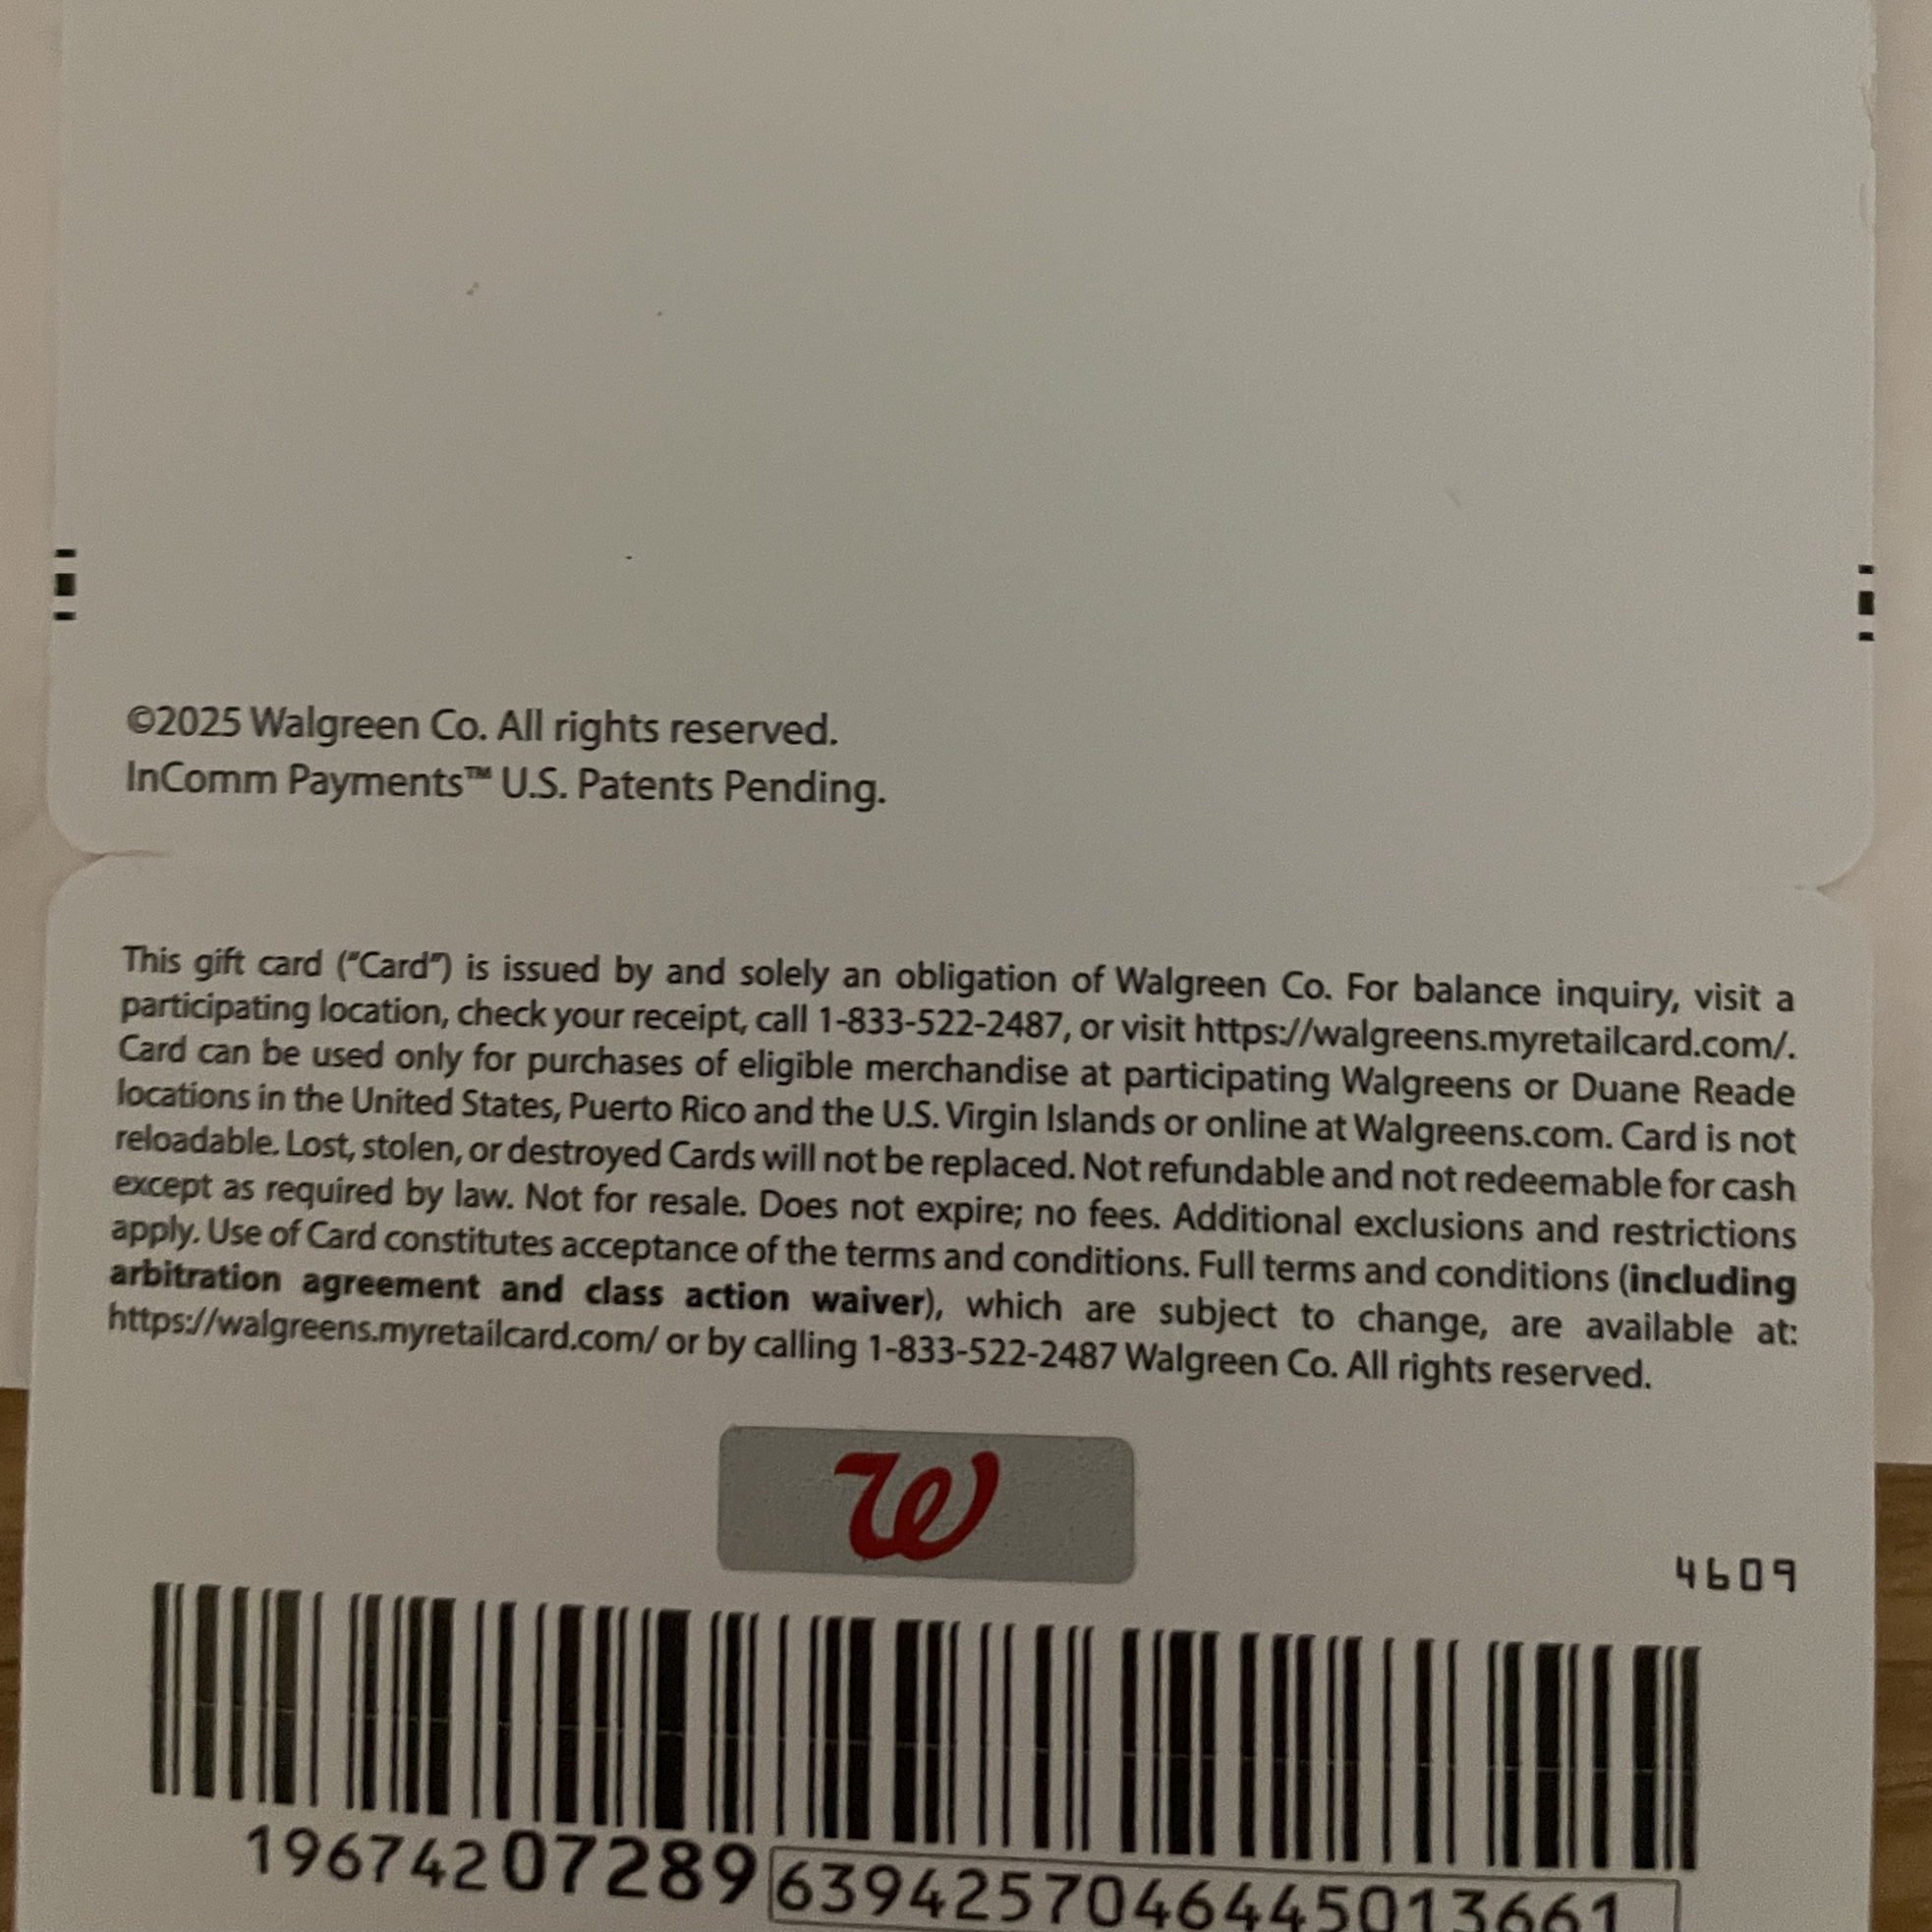 ©2025 Walgreen Co. All rights reserved.
InComm Payments™ U.S. Patents Pending.
This gift card ("Card") is issued by and solely an obligation of Walgreen Co. For balance inquiry, visit a
participating location, check your receipt, call 1-833-522-2487, or visit https://walgreens.myretailcard.com/.
Card can be used only for purchases of eligible merchandise at participating Walgreens or Duane Reade
locations in the United States, Puerto Rico and the U.S. Virgin Islands or online at Walgreens.com. Card is not
reloadable. Lost, stolen, or destroyed Cards will not be replaced. Not refundable and not redeemable for cash
except as required by law. Not for resale. Does not expire; no fees. Additional exclusions and restrictions
apply. Use of Card constitutes acceptance of the terms and conditions. Full terms and conditions (including
arbitration agreement and class action waiver), which are subject to change, are available at:
https://walgreens.myretailcard.com/ or by calling 1-833-522-2487 Walgreen Co. All rights reserved.
W
4609
19674207289 6394257046445013661